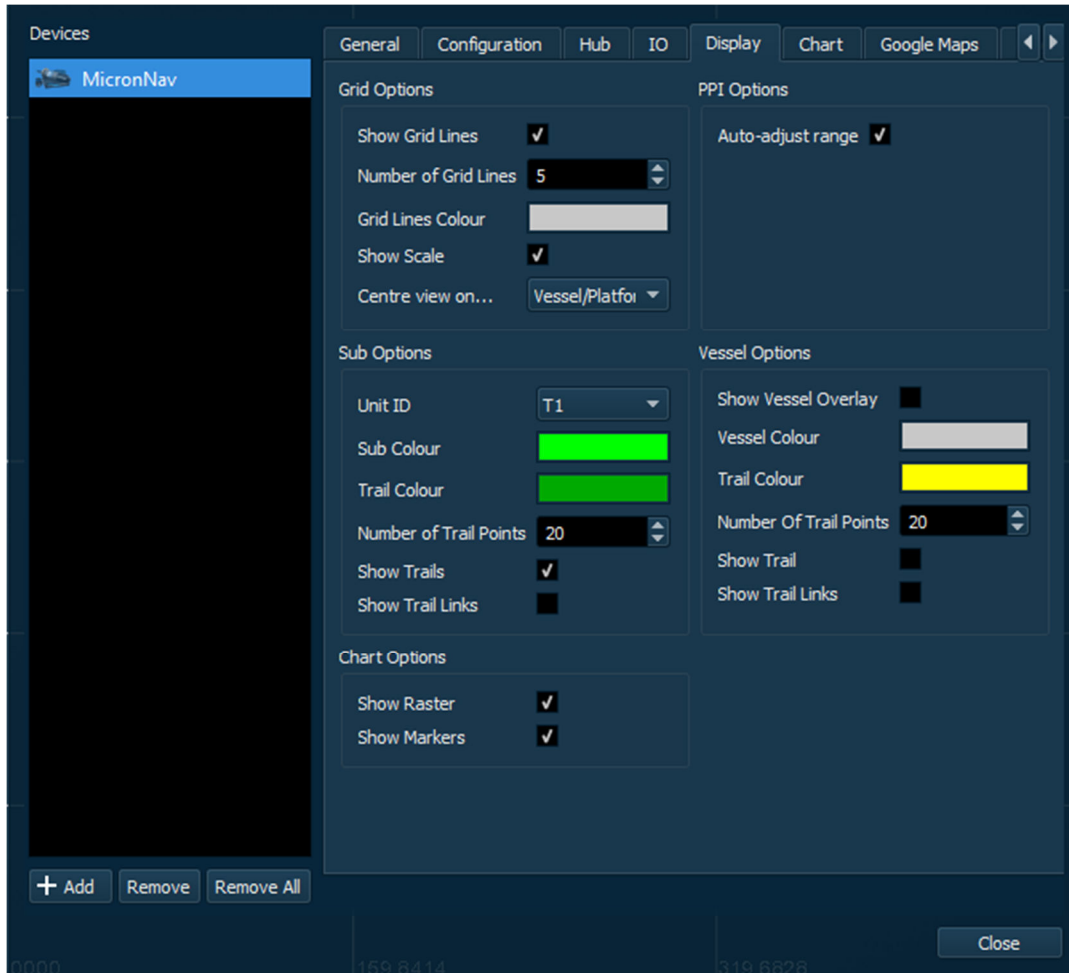 Devices
MicronNav
General Configuration Hub IO Display Chart Google Maps
Grid Options
Show Grid Lines
Number of Grid Lines 5
Grid Lines Colour
Show Scale
Centre view on... Vessel/Platfor
PPI Options
Auto-adjust range
Sub Options
Unit ID T1
Sub Colour
Trail Colour
Number of Trail Points 20
Show Trails
Show Trail Links
Vessel Options
Show Vessel Overlay
Vessel Colour
Trail Colour
Number Of Trail Points 20
Show Trail
Show Trail Links
Chart Options
Show Raster
Show Markers
+ Add Remove Remove All
Close
0000 159.8414 319.6828